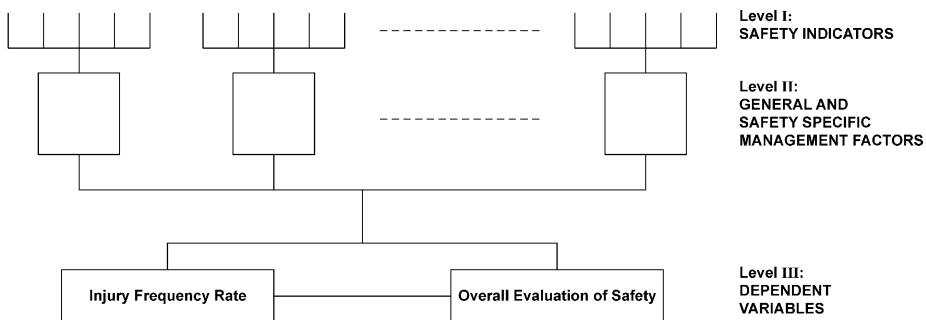 Level I:
SAFETY INDICATORS
Level II:
GENERAL AND
SAFETY SPECIFIC
MANAGEMENT FACTORS
Injury Frequency Rate
Overall Evaluation of Safety
Level III:
DEPENDENT
VARIABLES